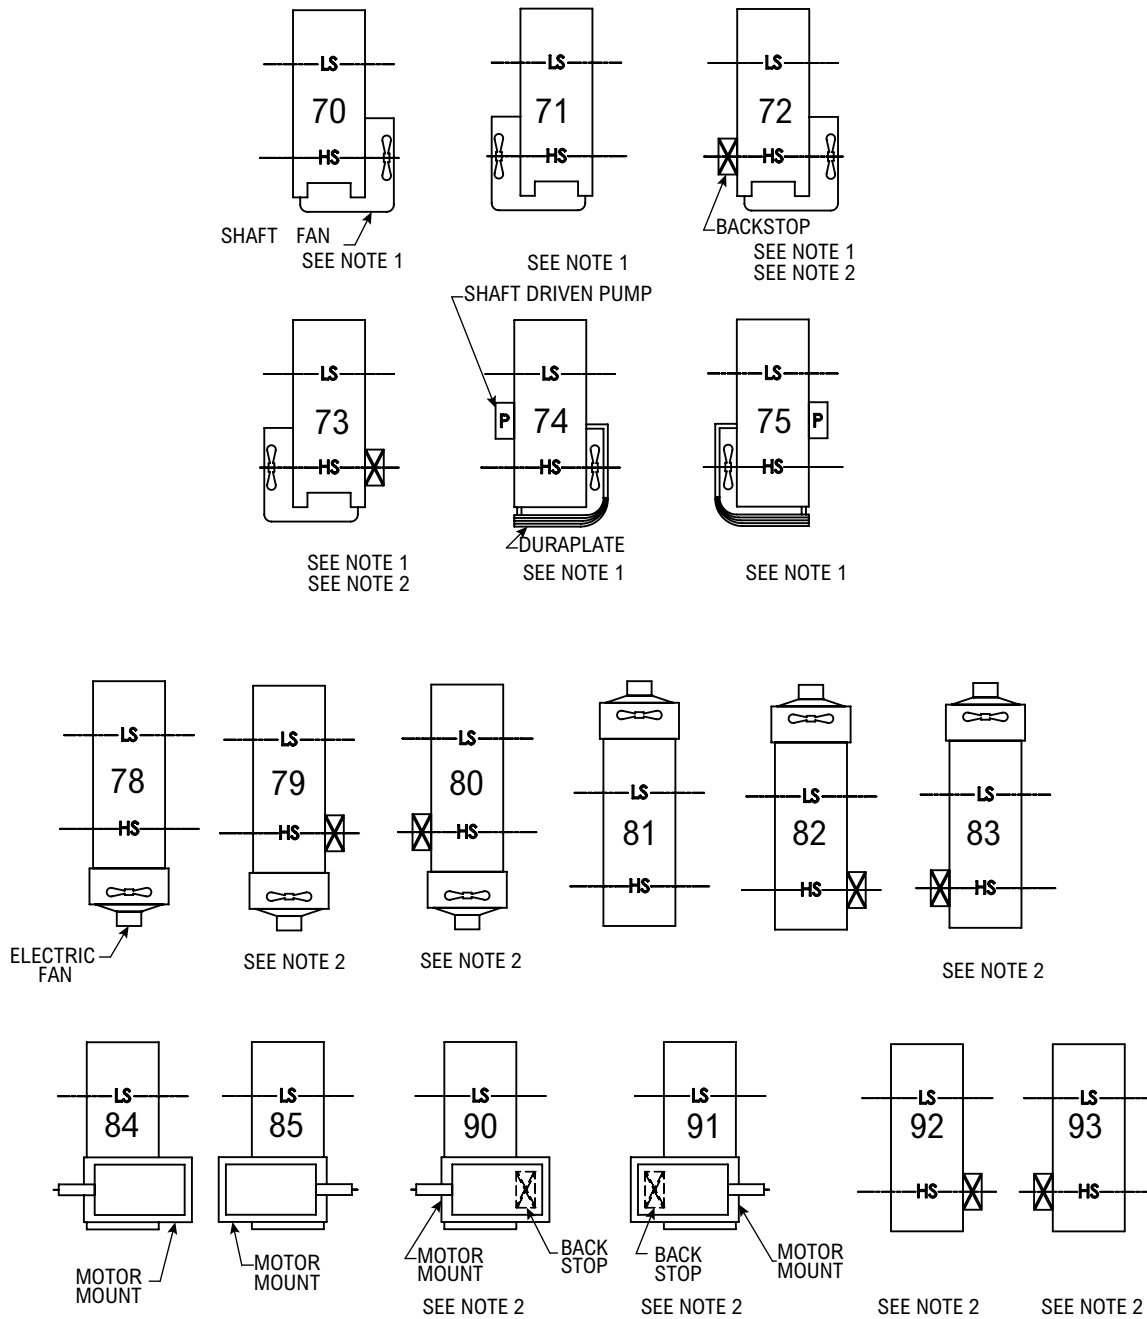 LS
70
HS
SHAFT FAN
SEE NOTE 1
LS
71
HS
SEE NOTE 1
LS
72
HS
BACKSTOP
SEE NOTE 1
SEE NOTE 2
LS
73
HS
SEE NOTE 1
SEE NOTE 2
SHAFT DRIVEN PUMP
LS
P
74
HS
DURAPLATE
SEE NOTE 1
LS
75
P
HS
SEE NOTE 1
LS
78
HS
ELECTRIC
FAN
LS
79
HS
SEE NOTE 2
LS
80
HS
SEE NOTE 2
LS
81
HS
LS
82
HS
LS
83
HS
SEE NOTE 2
LS
84
MOTOR
MOUNT
LS
85
MOTOR
MOUNT
LS
90
MOTOR
MOUNT
BACK
STOP
SEE NOTE 2
LS
91
BACK
STOP
MOTOR
MOUNT
SEE NOTE 2
LS
92
HS
SEE NOTE 2
LS
93
HS
SEE NOTE 2